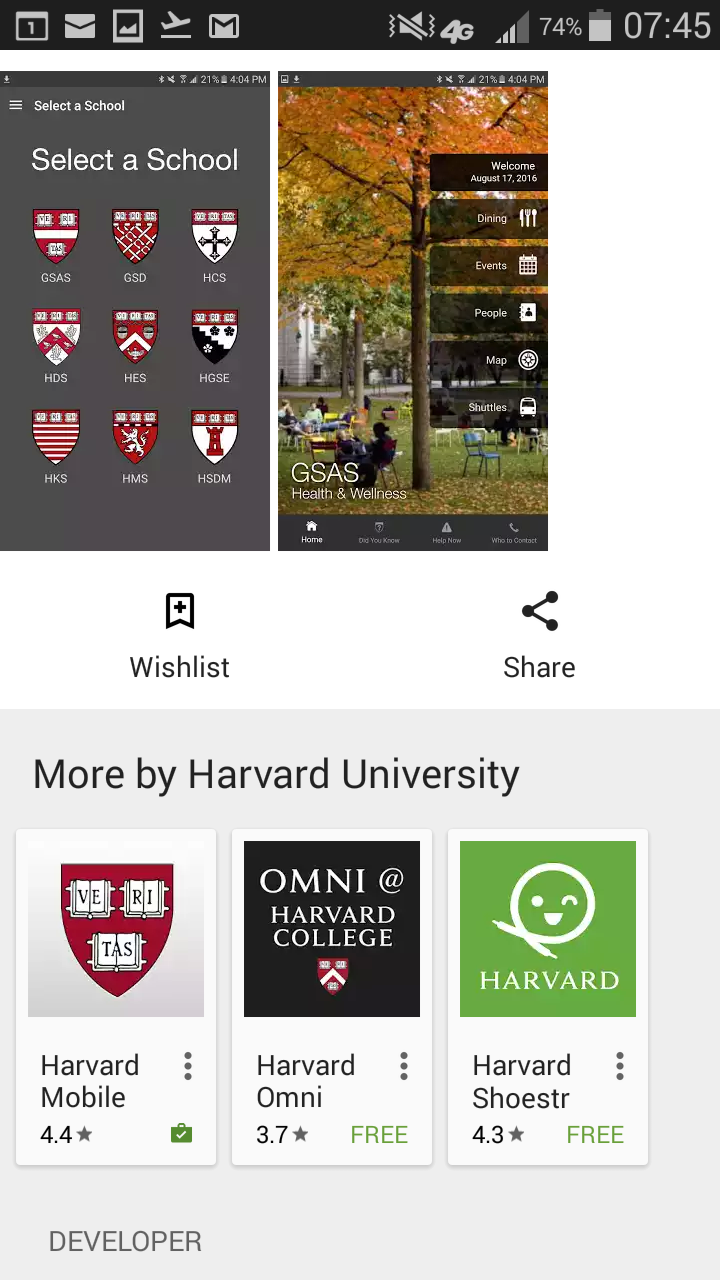 1
4G
74%
07:45
21% 4:04 PM
Select a School
Select a School
VE RI
TAS
GSAS
GSD
HCS
HDS
HES
HGSE
HKS
HMS
HSDM
21% 4:04 PM
Welcome
August 17, 2016
Dining
Events
People
Map
Shuttles
GSAS
Health & Wellness
Home
Did You Know
Help Now
Who to Contact
Wishlist
Share
More by Harvard University
VE RI
TAS
OMNI @
HARVARD
COLLEGE
HARVARD
Harvard
Mobile
4.4
Harvard
Omni
3.7
FREE
Harvard
Shoestr
4.3
FREE
DEVELOPER